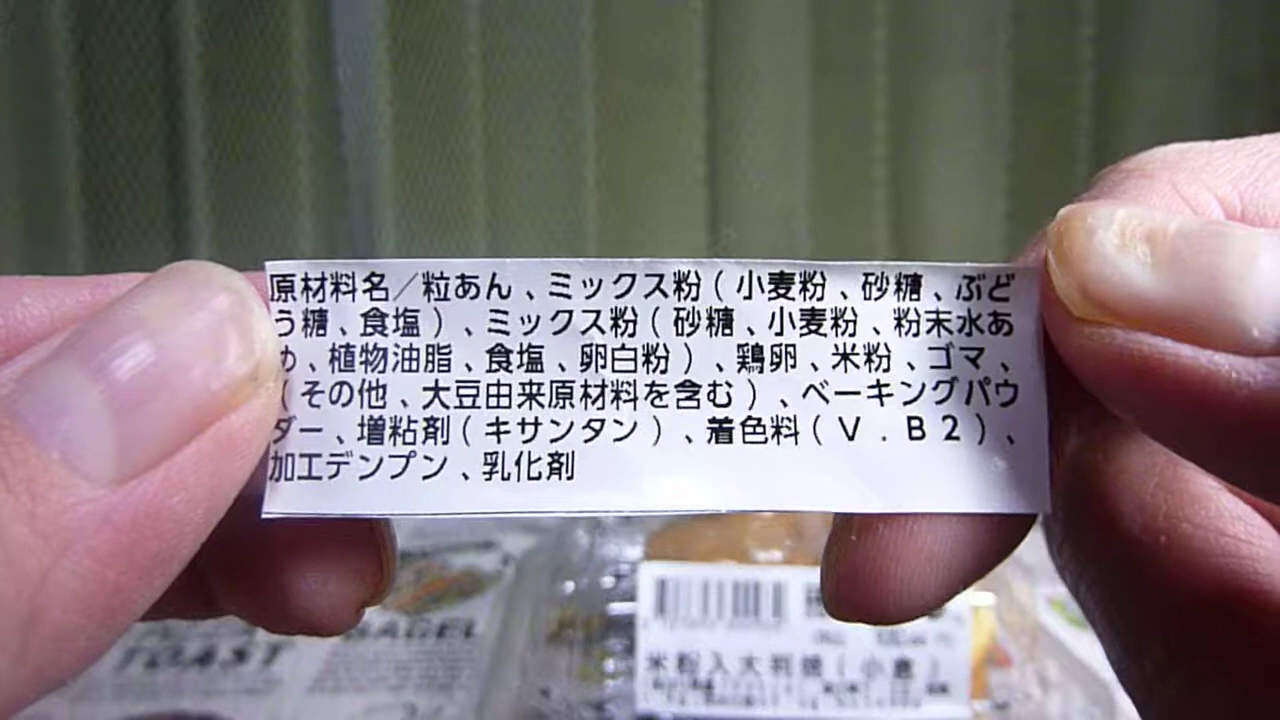 原材料名／粒あん、ミックス粉（小麦粉、砂糖、ぶど
う糖、食塩）、ミックス粉（砂糖、小麦粉、粉末水あ
め、植物油脂、食塩、卵白粉）、鶏卵、米粉、ゴマ、
（その他、大豆由来原材料を含む）、ベーキングパウ
ダー、増粘剤（キサンタン）、着色料（Ｖ．Ｂ２）、
加工デンプン、乳化剤
BAGEL
TOAST
米粉入大判焼（小倉）